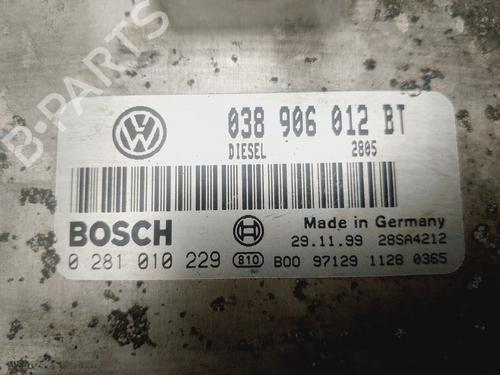 038 906 012 BT
DIESEL 2805
BOSCH
Made in Germany
29.11.99 28SA4212
0 281 010 229 810 B00 97129 1128 0365
B-PARTS